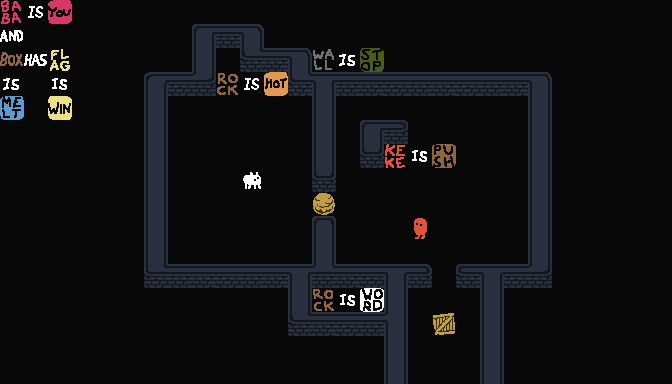 BABA IS YOU
AND
BOX HAS FLAG
IS IS
MELT WIN
WALL IS STOP
ROCK IS HOT
KEKE IS PUSH
ROCK IS WORD